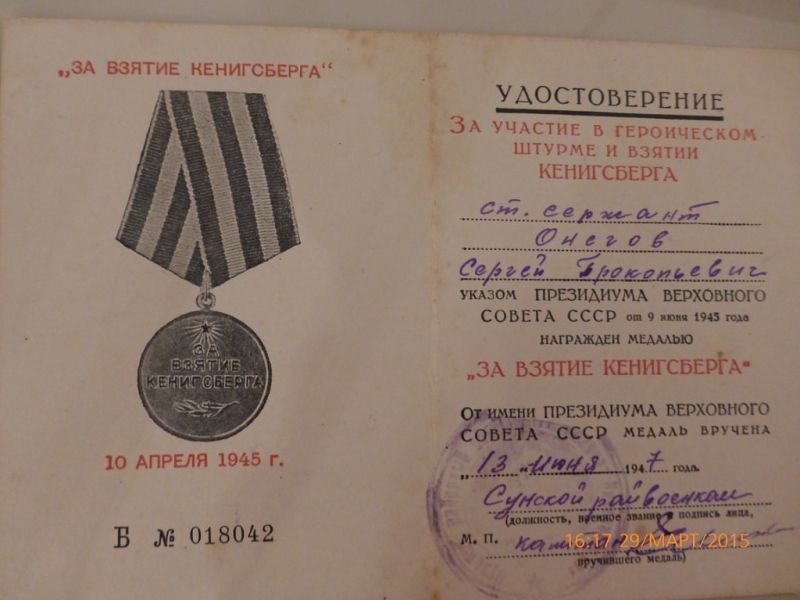 „ЗА ВЗЯТИЕ КЕНИГСБЕРГА“
ЗА
ВЗЯТИЕ
КЕНИГСБЕРГА
10 АПРЕЛЯ 1945 г.
Б № 018042
УДОСТОВЕРЕНИЕ
ЗА УЧАСТИЕ В ГЕРОИЧЕСКОМ
ШТУРМЕ И ВЗЯТИИ
КЕНИГСБЕРГА
ст. сержант
Онегов
Сергей Прокопьевич
УКАЗОМ ПРЕЗИДИУМА ВЕРХОВНОГО
СОВЕТА СССР от 9 июня 1945 года
НАГРАЖДЕН МЕДАЛЬЮ
„ЗА ВЗЯТИЕ КЕНИГСБЕРГА“
ОТ ИМЕНИ ПРЕЗИДИУМА ВЕРХОВНОГО
СОВЕТА СССР МЕДАЛЬ ВРУЧЕНА
„13 „ июня 1947 года.
Сунской райвоенком
(должность, военное звание и подпись лица,
М. П. капитан
16:17 29/МАРТ/2015
вручившего медаль)